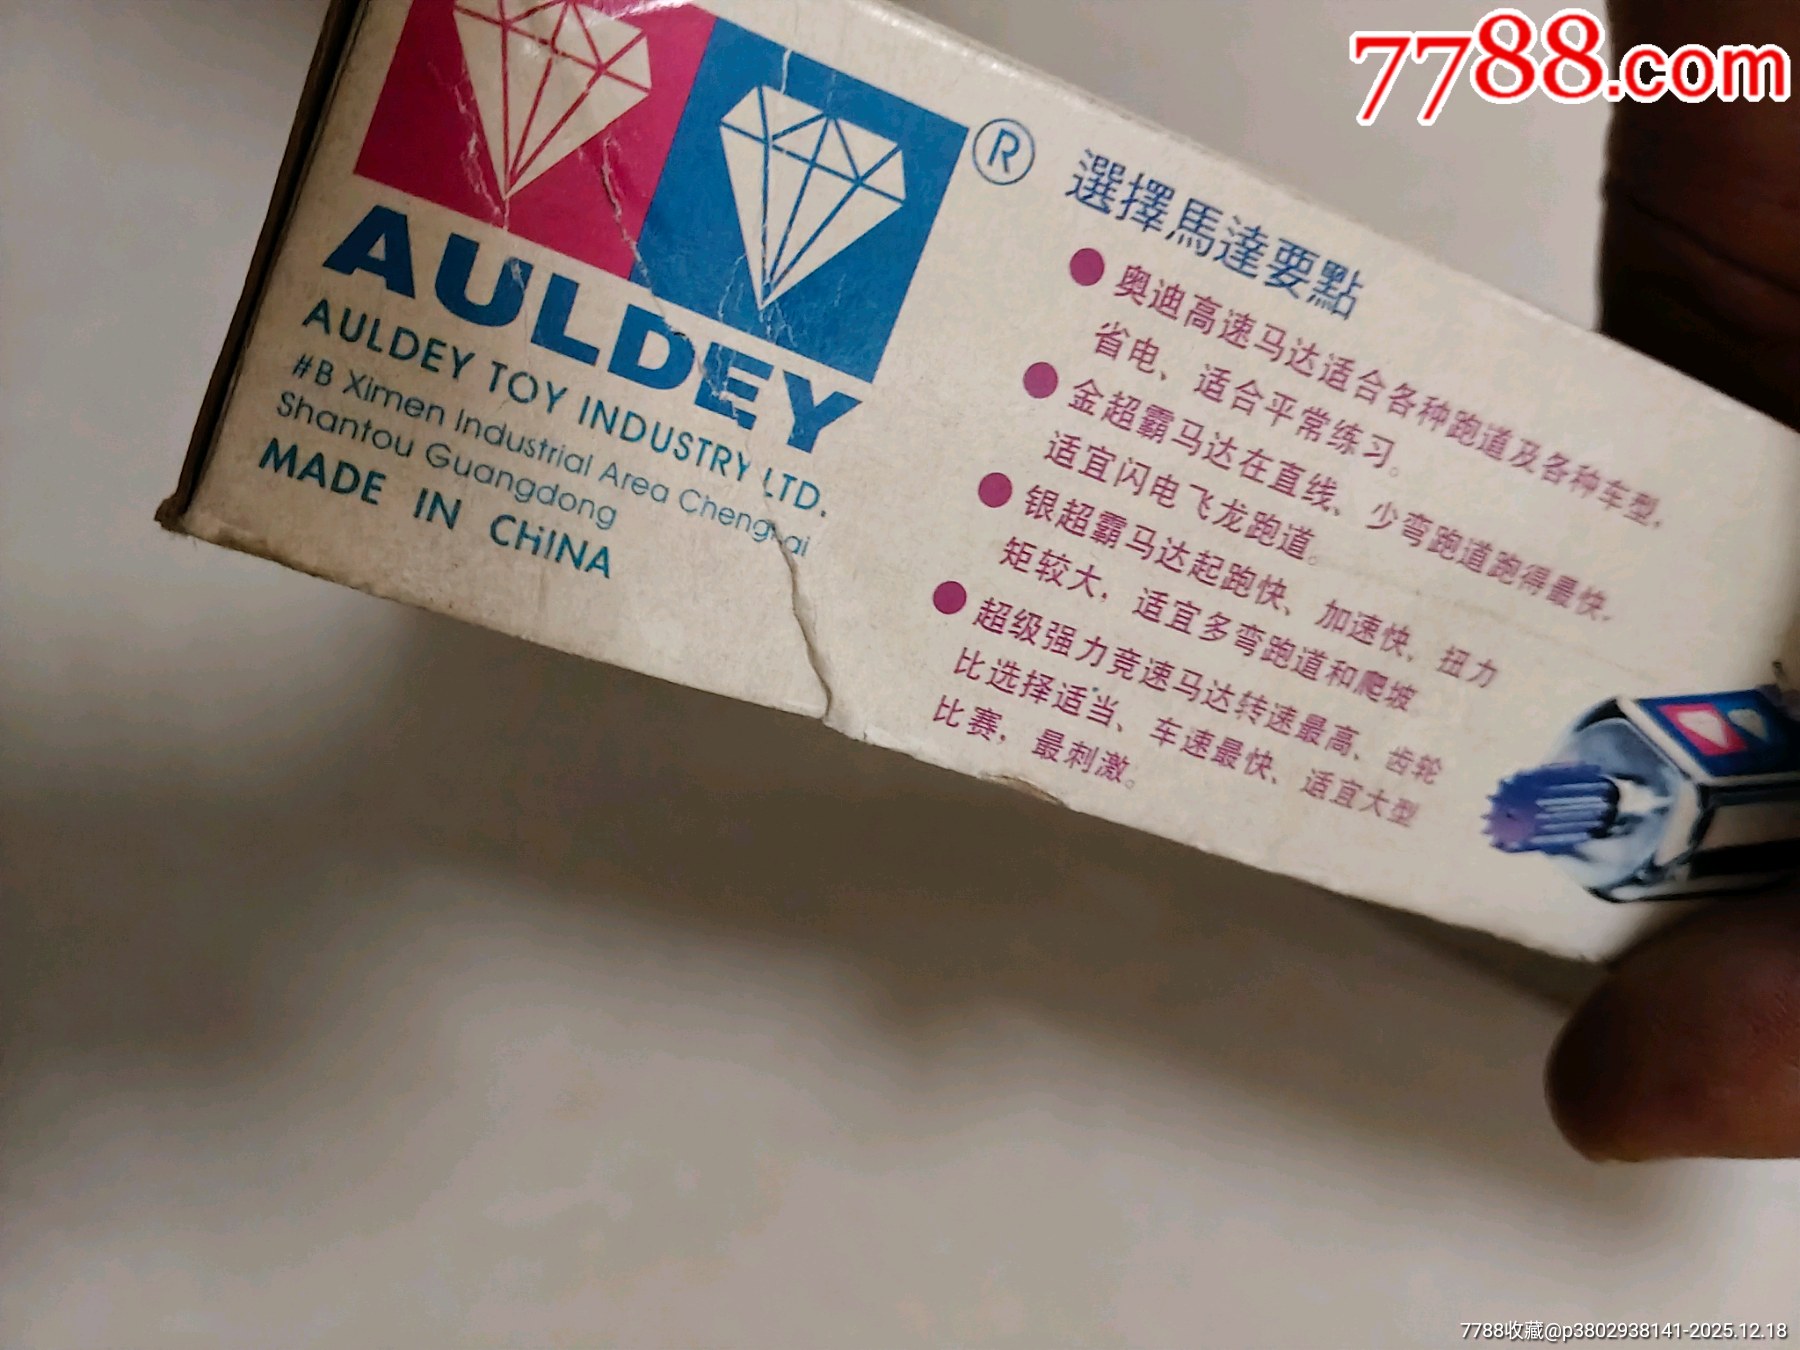 7788.com
AULDEY
®
AULDEY TOY INDUSTRY LTD.
#B Ximen Industrial Area Chenghai
Shantou Guangdong
MADE IN CHiNA
選擇馬達要點
●奥迪高速马达适合各种跑道及各种车型，
省电、适合平常练习。
●金超霸马达在直线、少弯跑道跑得最快，
适宜闪电飞龙跑道。
●银超霸马达起跑快、加速快，扭力
矩较大，适宜多弯跑道和爬坡
●超级强力竞速马达转速最高、齿轮
比选择适当、车速最快、适宜大型
比赛，最刺激。
7788收藏@p3802938141-2025.12.18